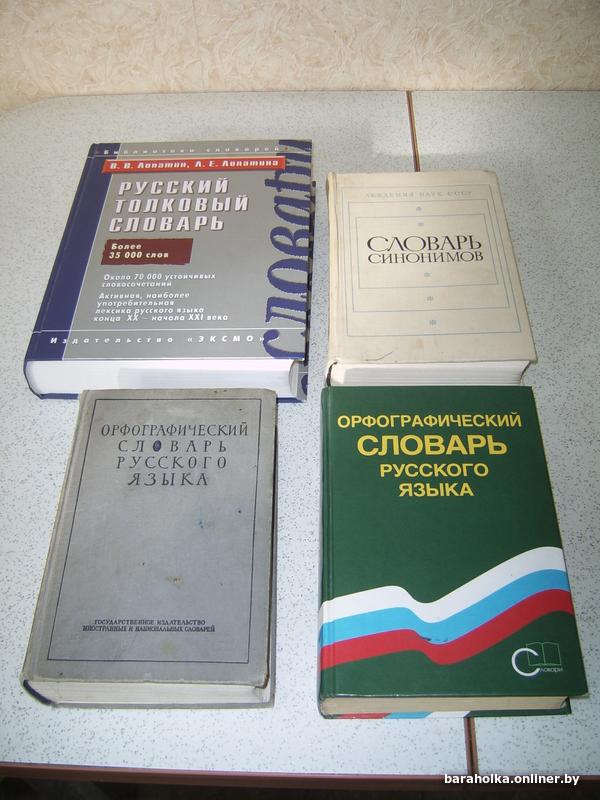 «Библиотека словарей»
В. В. Лопатин, Л. Е. Лопатина
РУССКИЙ
ТОЛКОВЫЙ
СЛОВАРЬ
Более
35 000 слов
Около 70 000 устойчивых
словосочетаний
Активная, наиболее
употребительная
лексика русского языка
конца XX — начала XXI века
Издательство «ЭКСМО»
словари
АКАДЕМИЯ НАУК СССР
СЛОВАРЬ
СИНОНИМОВ
ОРФОГРАФИЧЕСКИЙ
СЛОВАРЬ
РУССКОГО
ЯЗЫКА
ГОСУДАРСТВЕННОЕ ИЗДАТЕЛЬСТВО
ИНОСТРАННЫХ И НАЦИОНАЛЬНЫХ СЛОВАРЕЙ
ОРФОГРАФИЧЕСКИЙ
СЛОВАРЬ
РУССКОГО
ЯЗЫКА
Словари
baraholka.onliner.by